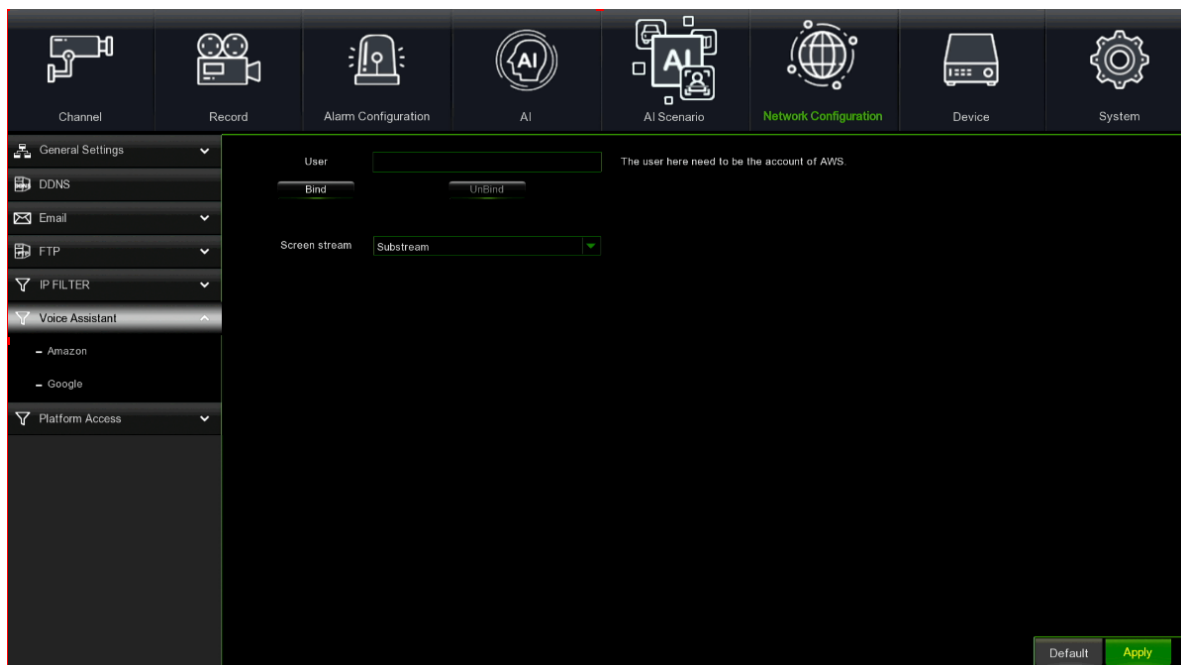 Channel
Record
Alarm Configuration
AI
AI
AI Scenario
Network Configuration
Device
System
General Settings
DDNS
Email
FTP
IP FILTER
Voice Assistant
Amazon
Google
Platform Access
User
The user here need to be the account of AWS.
Bind
UnBind
Screen stream
Substream
Default
Apply